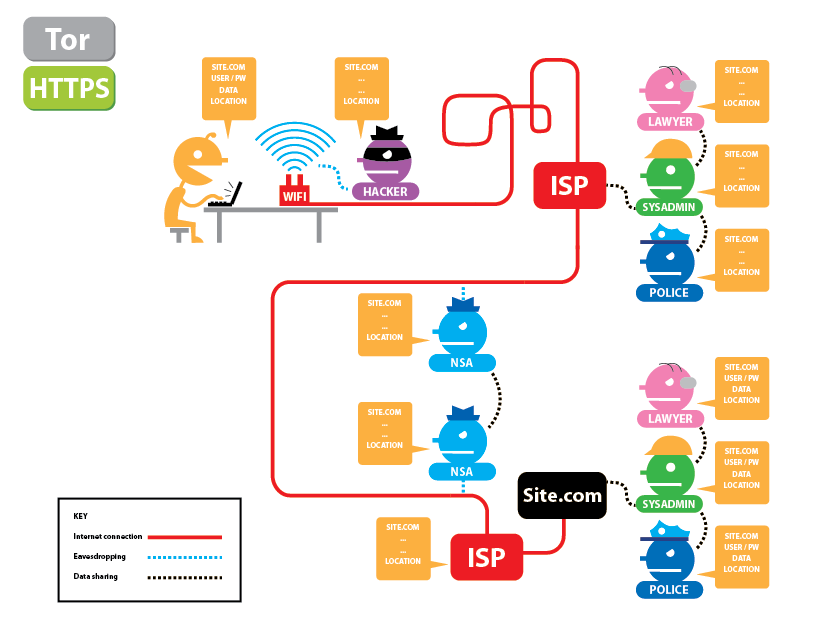 Tor
HTTPS
SITE.COM
USER / PW
DATA
LOCATION
SITE.COM
...
...
LOCATION
WIFI
HACKER
ISP
LAWYER
SITE.COM
...
...
LOCATION
SYSADMIN
SITE.COM
...
...
LOCATION
POLICE
SITE.COM
...
...
LOCATION
SITE.COM
...
...
LOCATION
NSA
SITE.COM
...
...
LOCATION
NSA
LAWYER
SITE.COM
USER / PW
DATA
LOCATION
SYSADMIN
SITE.COM
USER / PW
DATA
LOCATION
POLICE
SITE.COM
USER / PW
DATA
LOCATION
Site.com
SITE.COM
...
...
LOCATION
ISP
KEY
Internet connection
Eavesdropping
Data sharing